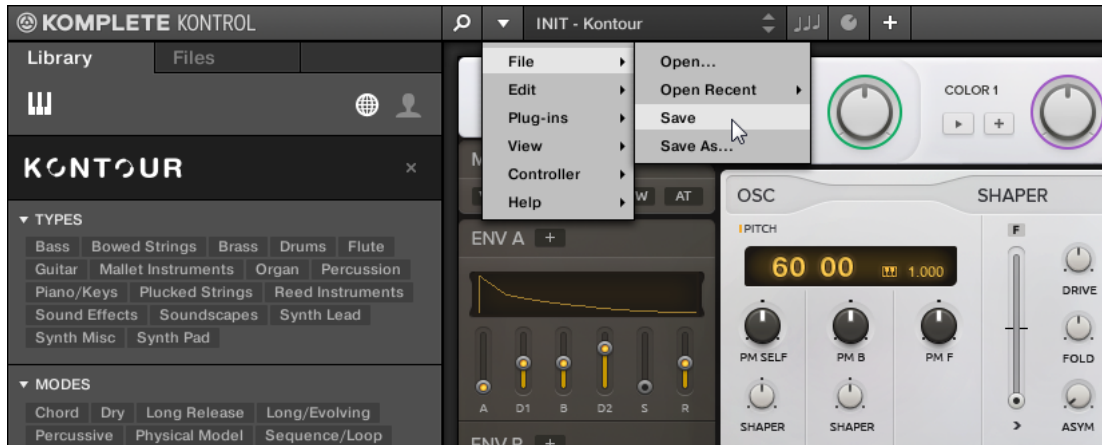 KOMPLETE KONTROL
INIT - Kontour
Library Files
KONTOUR
TYPES
Bass Bowed Strings Brass Drums Flute
Guitar Mallet Instruments Organ Percussion
Piano/Keys Plucked Strings Reed Instruments
Sound Effects Soundscapes Synth Lead
Synth Misc Synth Pad
MODES
Chord Dry Long Release Long/Evolving
Percussive Physical Model Sequence/Loop
File
Edit
Plug-ins
View
Controller
Help
Open...
Open Recent
Save
Save As...
COLOR 1
W AT
ENV A +
A D1 B D2 S R
ENV B +
OSC
PITCH
60 00 1.000
PM SELF PM B PM F
SHAPER SHAPER
SHAPER
F
DRIVE
FOLD
ASYM